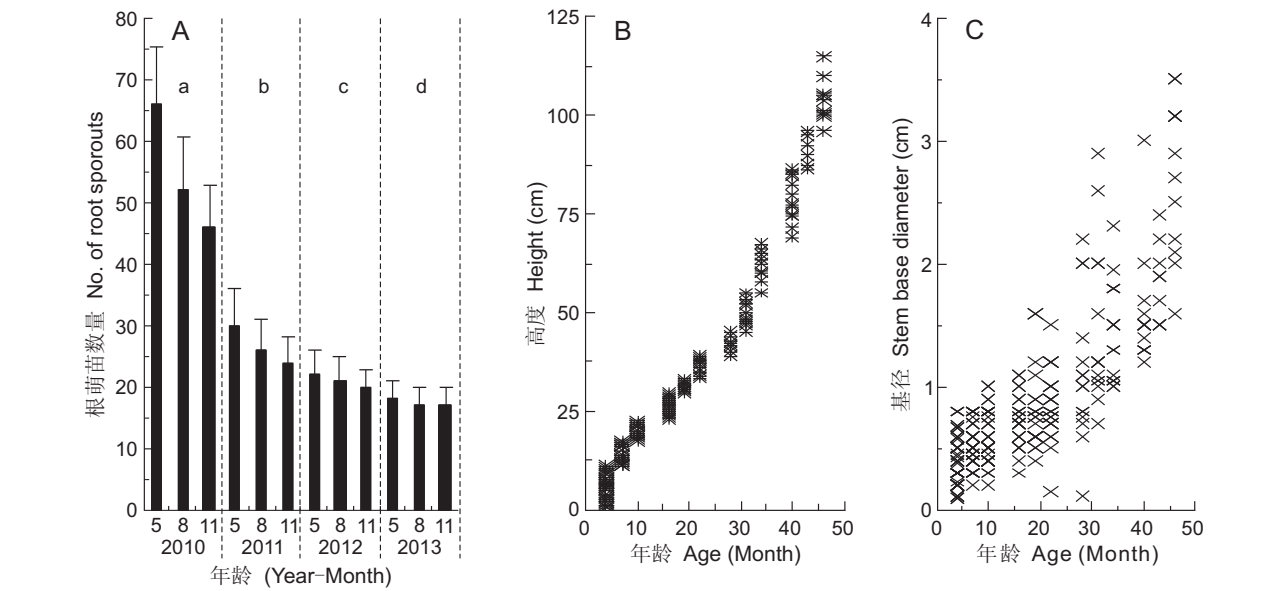 A
80
70
60
50
40
30
20
10
0
根萌苗数量 No. of root sporouts
a
b
c
d
5 8 11 5 8 11 5 8 11 5 8 11
2010 2011 2012 2013
年龄 (Year-Month)
B
125
100
75
50
25
0
高度 Height (cm)
0 10 20 30 40 50
年龄 Age (Month)
C
4
3
2
1
0
基径 Stem base diameter (cm)
0 10 20 30 40 50
年龄 Age (Month)